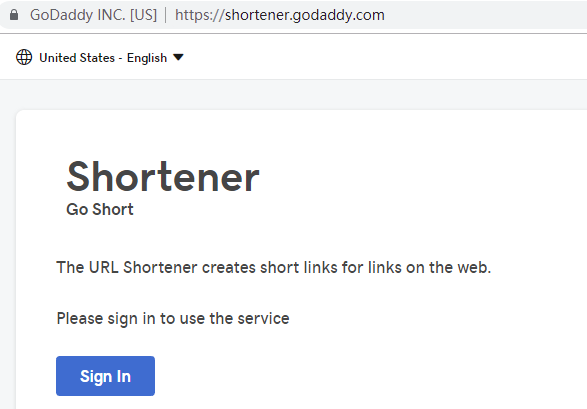 GoDaddy INC. [US] | https://shortener.godaddy.com
United States - English
Shortener
Go Short
The URL Shortener creates short links for links on the web.
Please sign in to use the service
Sign In